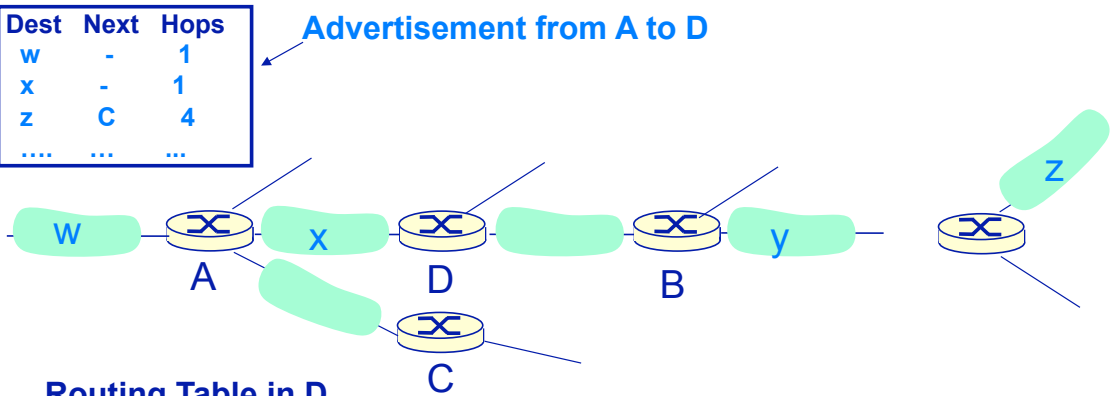 Dest Next Hops
w - 1
x - 1
z C 4
.... ... ...
Advertisement from A to D
z
w
x
y
A
D
B
C
Routing Table in D